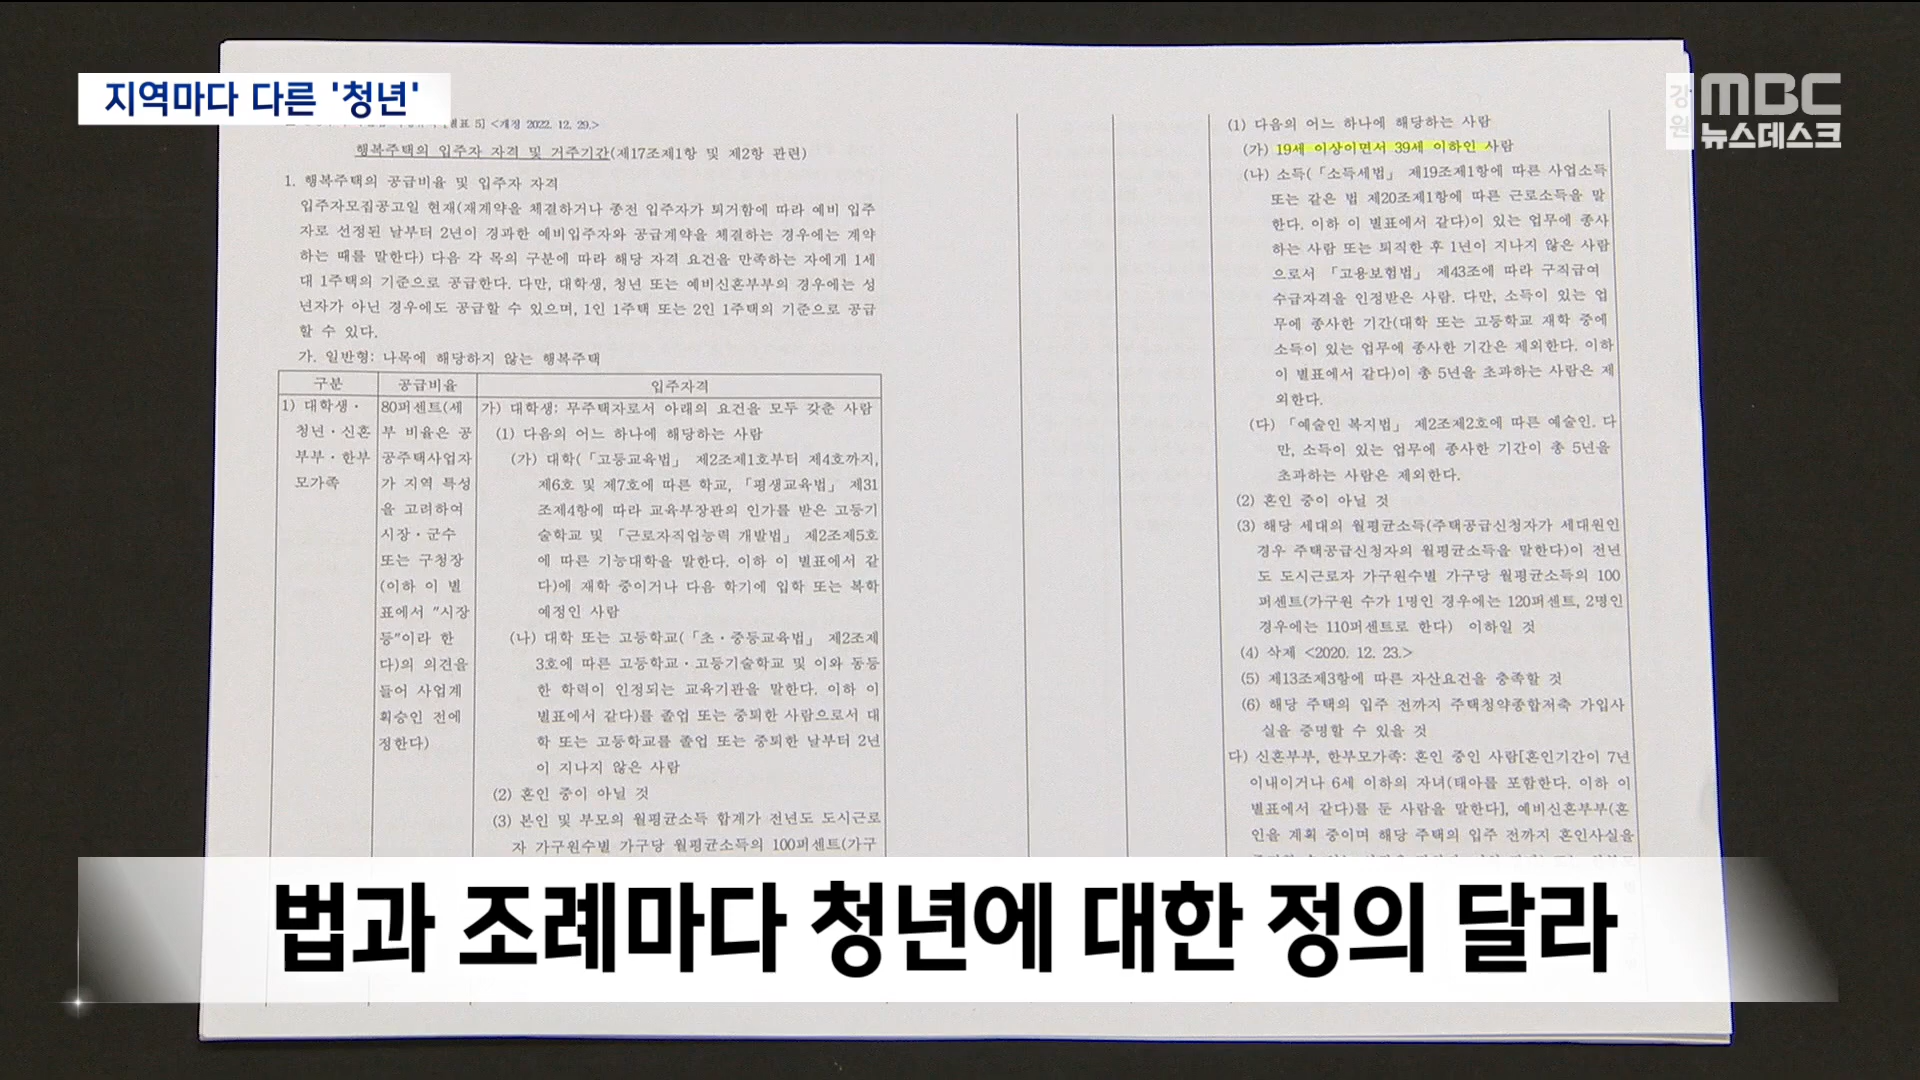 지역마다 다른 '청년'
강원
MBC
뉴스데스크
표 5] <개정 2022. 12. 29.>
행복주택의 입주자 자격 및 거주기간(제17조제1항 및 제2항 관련)
1. 행복주택의 공급비율 및 입주자 자격
입주자모집공고일 현재(재계약을 체결하거나 종전 입주자가 퇴거함에 따라 예비 입주
자로 선정된 날부터 2년이 경과한 예비입주자와 공급계약을 체결하는 경우에는 계약
하는 때를 말한다) 다음 각 목의 구분에 따라 해당 자격 요건을 만족하는 자에게 1세
대 1주택의 기준으로 공급한다. 다만, 대학생, 청년 또는 예비신혼부부의 경우에는 성
년자가 아닌 경우에도 공급할 수 있으며, 1인 1주택 또는 2인 1주택의 기준으로 공급
할 수 있다.
가. 일반형: 나목에 해당하지 않는 행복주택
구분
공급비율
입주자격
1) 대학생·
청년·신혼
부부·한부
모가족
80퍼센트(세
부 비율은 공
공주택사업자
가 지역 특성
을 고려하여
시장·군수
또는 구청장
(이하 이 별
표에서 "시장
등"이라 한
다)의 의견을
들어 사업계
획승인 전에
정한다)
가) 대학생: 무주택자로서 아래의 요건을 모두 갖춘 사람
(1) 다음의 어느 하나에 해당하는 사람
(가) 대학(「고등교육법」 제2조제1호부터 제4호까지,
제6호 및 제7호에 따른 학교, 「평생교육법」 제31
조제4항에 따라 교육부장관의 인가를 받은 고등기
술학교 및 「근로자직업능력 개발법」 제2조제5호
에 따른 기능대학을 말한다. 이하 이 별표에서 같
다)에 재학 중이거나 다음 학기에 입학 또는 복학
예정인 사람
(나) 대학 또는 고등학교(「초·중등교육법」 제2조제
3호에 따른 고등학교·고등기술학교 및 이와 동등
한 학력이 인정되는 교육기관을 말한다. 이하 이
별표에서 같다)를 졸업 또는 중퇴한 사람으로서 대
학 또는 고등학교를 졸업 또는 중퇴한 날부터 2년
이 지나지 않은 사람
(2) 혼인 중이 아닐 것
(3) 본인 및 부모의 월평균소득 합계가 전년도 도시근로
자 가구원수별 가구당 월평균소득의 100퍼센트(가구
(1) 다음의 어느 하나에 해당하는 사람
(가) 19세 이상이면서 39세 이하인 사람
(나) 소득(「소득세법」 제19조제1항에 따른 사업소득
또는 같은 법 제20조제1항에 따른 근로소득을 말
한다. 이하 이 별표에서 같다)이 있는 업무에 종사
하는 사람 또는 퇴직한 후 1년이 지나지 않은 사람
으로서 「고용보험법」 제43조에 따라 구직급여
수급자격을 인정받은 사람. 다만, 소득이 있는 업
무에 종사한 기간(대학 또는 고등학교 재학 중에
소득이 있는 업무에 종사한 기간은 제외한다. 이하
이 별표에서 같다)이 총 5년을 초과하는 사람은 제
외한다.
(다) 「예술인 복지법」 제2조제2호에 따른 예술인. 다
만, 소득이 있는 업무에 종사한 기간이 총 5년을
초과하는 사람은 제외한다.
(2) 혼인 중이 아닐 것
(3) 해당 세대의 월평균소득(주택공급신청자가 세대원인
경우 주택공급신청자의 월평균소득을 말한다)이 전년
도 도시근로자 가구원수별 가구당 월평균소득의 100
퍼센트(가구원 수가 1명인 경우에는 120퍼센트, 2명인
경우에는 110퍼센트로 한다) 이하일 것
(4) 삭제 <2020. 12. 23.>
(5) 제13조제3항에 따른 자산요건을 충족할 것
(6) 해당 주택의 입주 전까지 주택청약종합저축 가입사
실을 증명할 수 있을 것
다) 신혼부부, 한부모가족: 혼인 중인 사람[혼인기간이 7년
이내이거나 6세 이하의 자녀(태아를 포함한다. 이하 이
별표에서 같다)를 둔 사람을 말한다], 예비신혼부부(혼
인을 계획 중이며 해당 주택의 입주 전까지 혼인사실을
법과 조례마다 청년에 대한 정의 달라